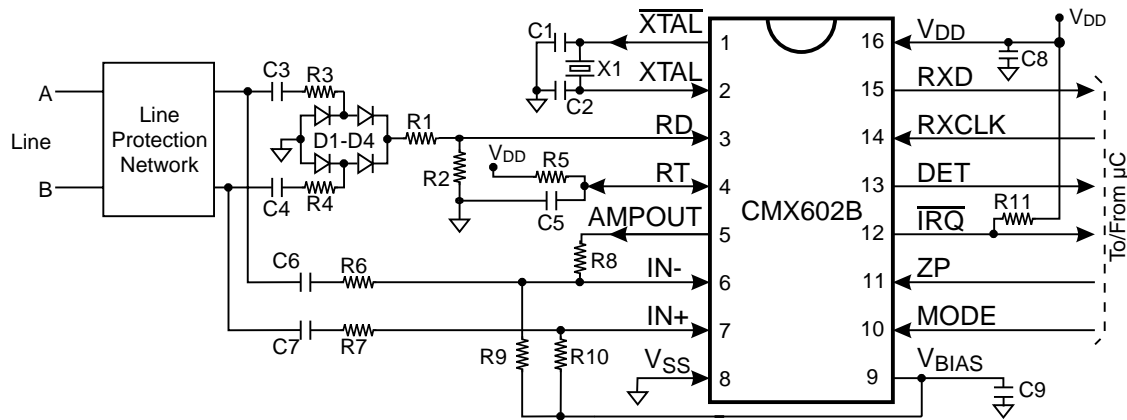 XTAL
1
C1
X1
XTAL
2
C2
16
VDD
VDD
C8
15
RXD
A
C3
R3
Line
Line
Protection
Network
D1-D4
R1
RD
3
14
RXCLK
B
C4
R4
R2
VDD
R5
C5
RT
4
13
DET
CMX602B
AMPOUT
5
12
IRQ
R11
To/From µC
R8
C6
R6
IN-
6
11
ZP
C7
R7
IN+
7
10
MODE
R9
R10
VSS
8
9
VBIAS
C9